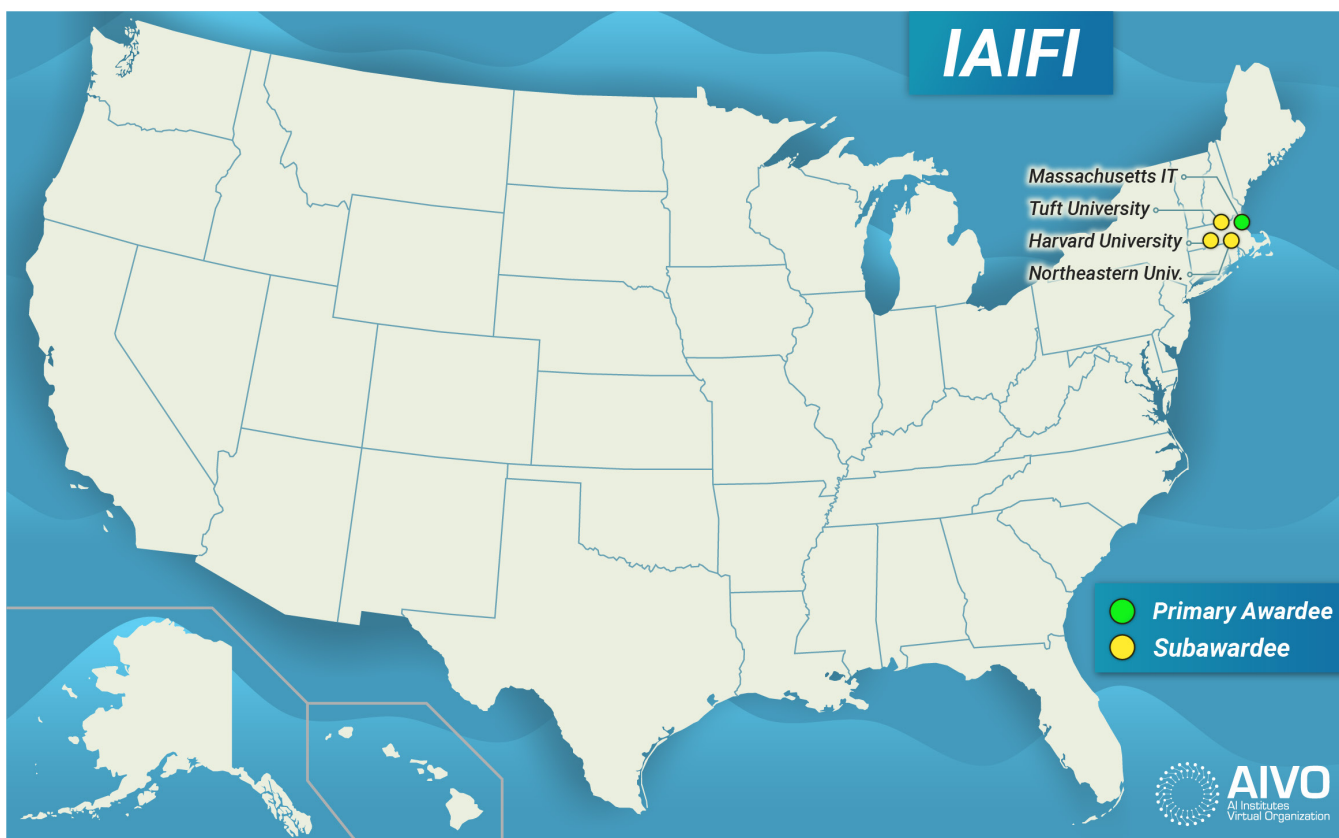 IAIFI
Massachusetts IT
Tuft University
Harvard University
Northeastern Univ.
Primary Awardee
Subawardee
AIVO
AI Institutes
Virtual Organization